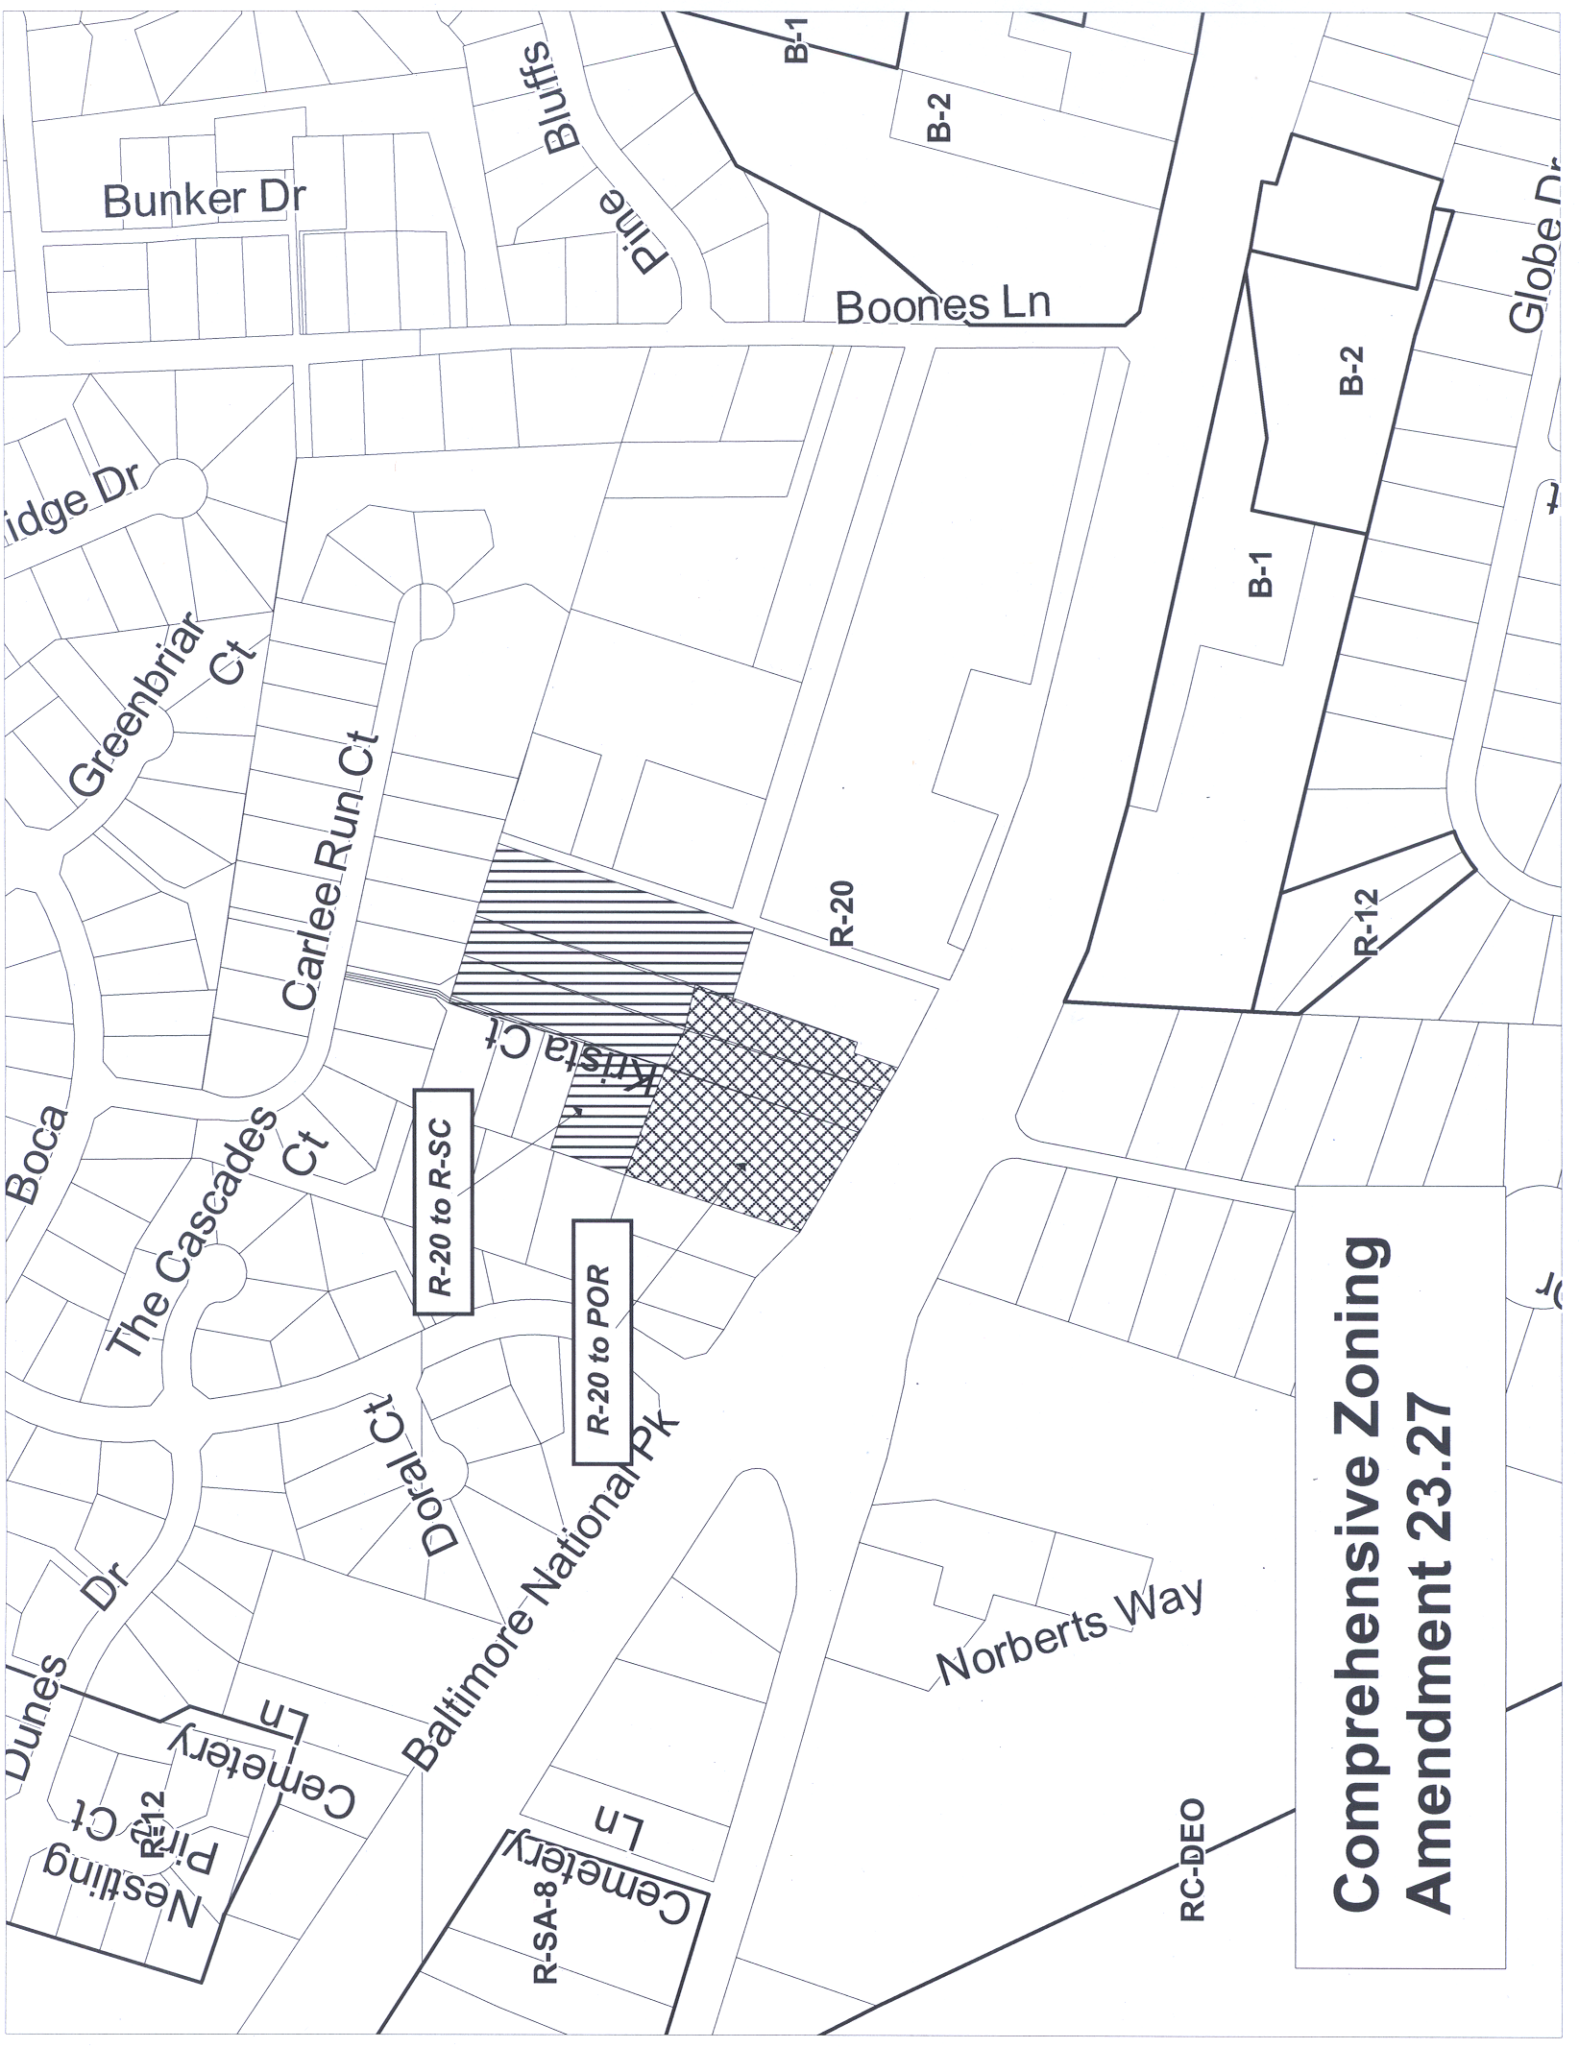 B-1
B-2
Bluffs
Pine
Bunker Dr
Boones Ln
Globe Dr
B-2
idge Dr
B-1
Greenbriar
Ct
Carlee Run Ct
R-20
R-12
Krista Ct
R-20 to R-SC
Boca
The Cascades
Ct
R-20 to POR
Doral Ct
Baltimore National Pk
Dr
Dunes
Norberts Way
Cemetery
Ln
Nestling
Pine Ct
R-12
Cemetery
Ln
R-SA-8
RC-DEO
Dr
Comprehensive Zoning
Amendment 23.27